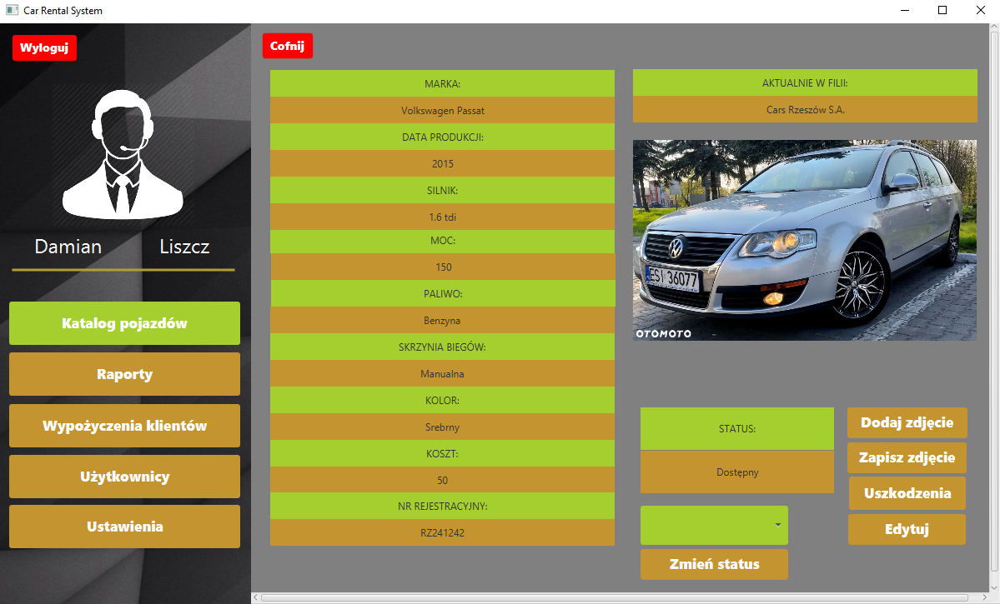 Car Rental System
Wyloguj
Damian Liszcz
Katalog pojazdów
Raporty
Wypożyczenia klientów
Użytkownicy
Ustawienia
Cofnij
MARKA:
Volkswagen Passat
DATA PRODUKCJI:
2015
SILNIK:
1.6 tdi
MOC:
150
PALIWO:
Benzyna
SKRZYNIA BIEGÓW:
Manualna
KOLOR:
Srebrny
KOSZT:
50
NR REJESTRACYJNY:
RZ241242
AKTUALNIE W FILII:
Cars Rzeszów S.A.
ESI 36077
OTOMOTO
STATUS:
Dostępny
Zmień status
Dodaj zdjęcie
Zapisz zdjęcie
Uszkodzenia
Edytuj